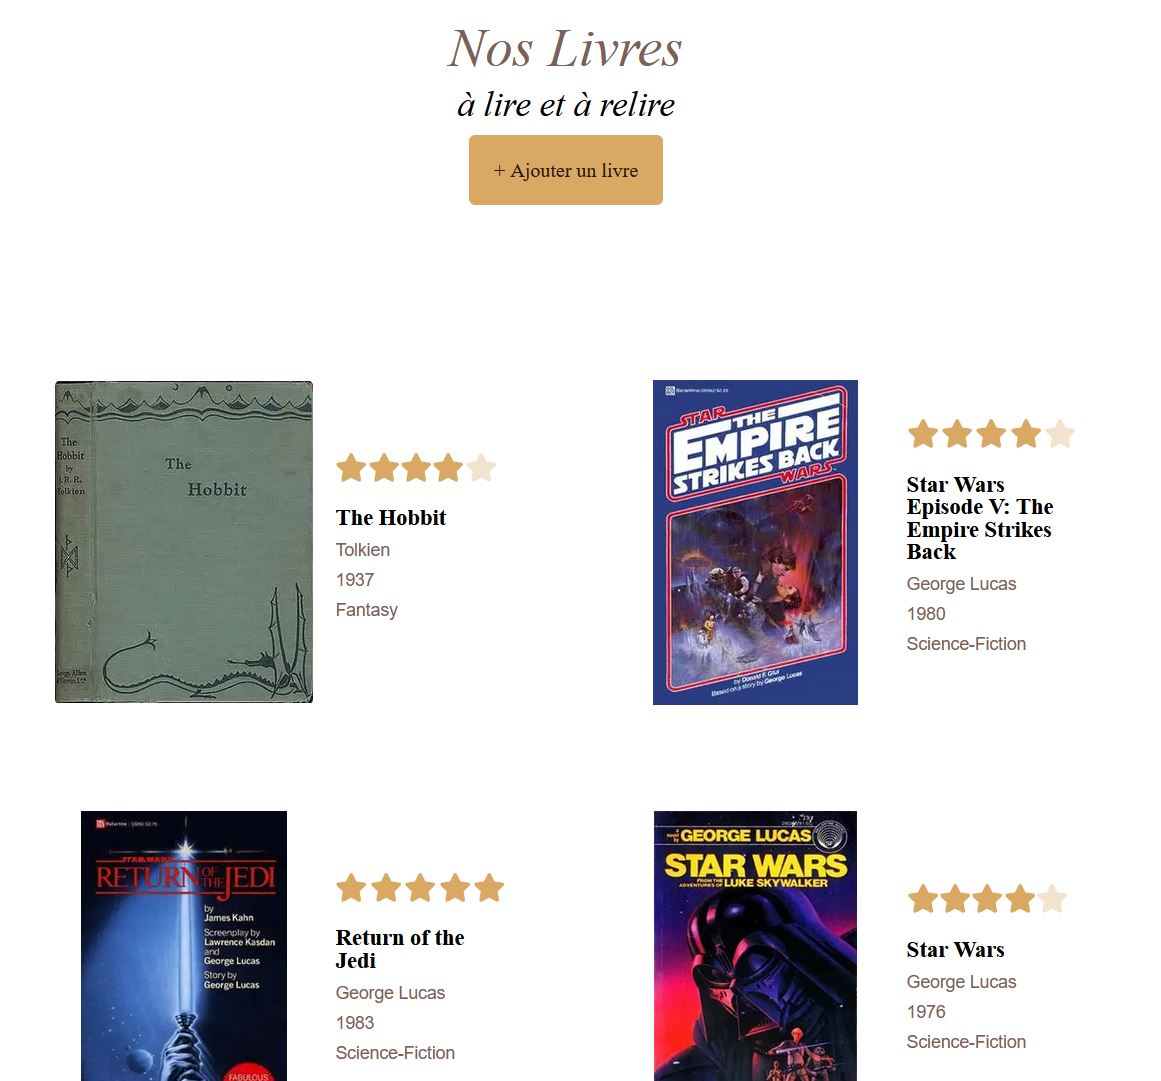 Nos Livres
à lire et à relire
+ Ajouter un livre
The
Hobbit
by
J. R. R.
Tolkien
The
Hobbit
The Hobbit
Tolkien
1937
Fantasy
STAR
THE
EMPIRE
STRIKES BACK
WARS
by Donald F. Glut
Based on a story by George Lucas
Star Wars
Episode V: The
Empire Strikes
Back
George Lucas
1980
Science-Fiction
STAR WARS
RETURN OF THE JEDI
by
James Kahn
Screenplay by
Lawrence Kasdan
and
George Lucas
Story by
George Lucas
FABULOUS
Return of the
Jedi
George Lucas
1983
Science-Fiction
a
novel
by
GEORGE LUCAS
SF
STAR WARS
FROM THE
ADVENTURES OF LUKE SKYWALKER
Star Wars
George Lucas
1976
Science-Fiction